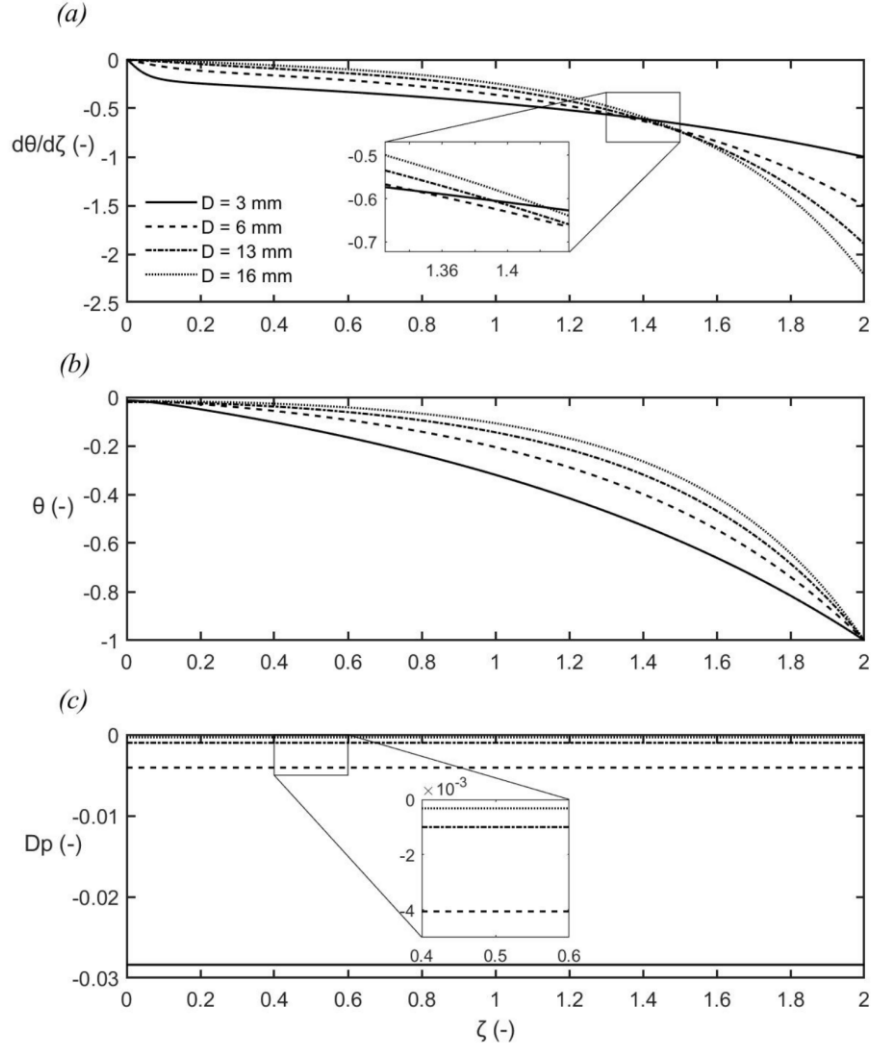 (a)
0
-0.5
-1
-1.5
-2
-2.5
dθ/dζ (-)
D = 3 mm
D = 6 mm
D = 13 mm
D = 16 mm
-0.5
-0.6
-0.7
1.36 1.4
0 0.2 0.4 0.6 0.8 1 1.2 1.4 1.6 1.8 2
(b)
0
-0.2
-0.4
-0.6
-0.8
-1
θ (-)
0 0.2 0.4 0.6 0.8 1 1.2 1.4 1.6 1.8 2
(c)
0
-0.01
-0.02
-0.03
Dp (-)
×10⁻³
0
-2
-4
0.4 0.5 0.6
0 0.2 0.4 0.6 0.8 1 1.2 1.4 1.6 1.8 2
ζ (-)